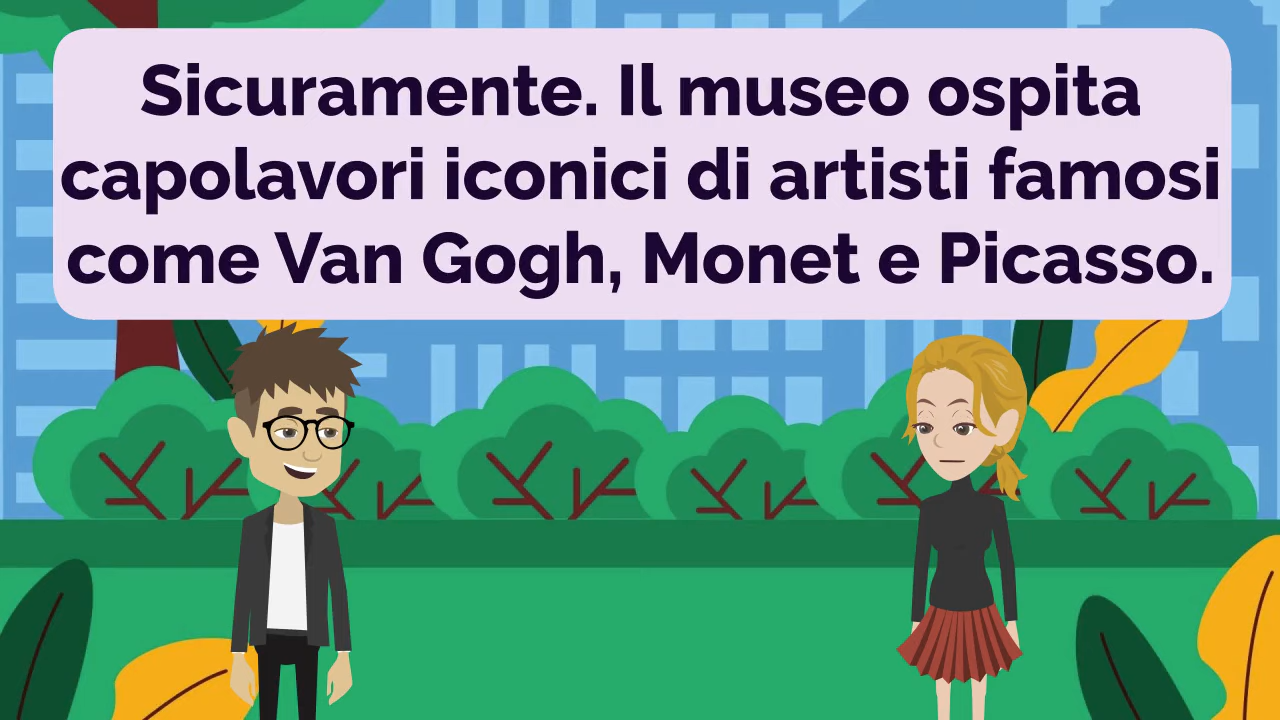 Sicuramente. Il museo ospita
capolavori iconici di artisti famosi
come Van Gogh, Monet e Picasso.